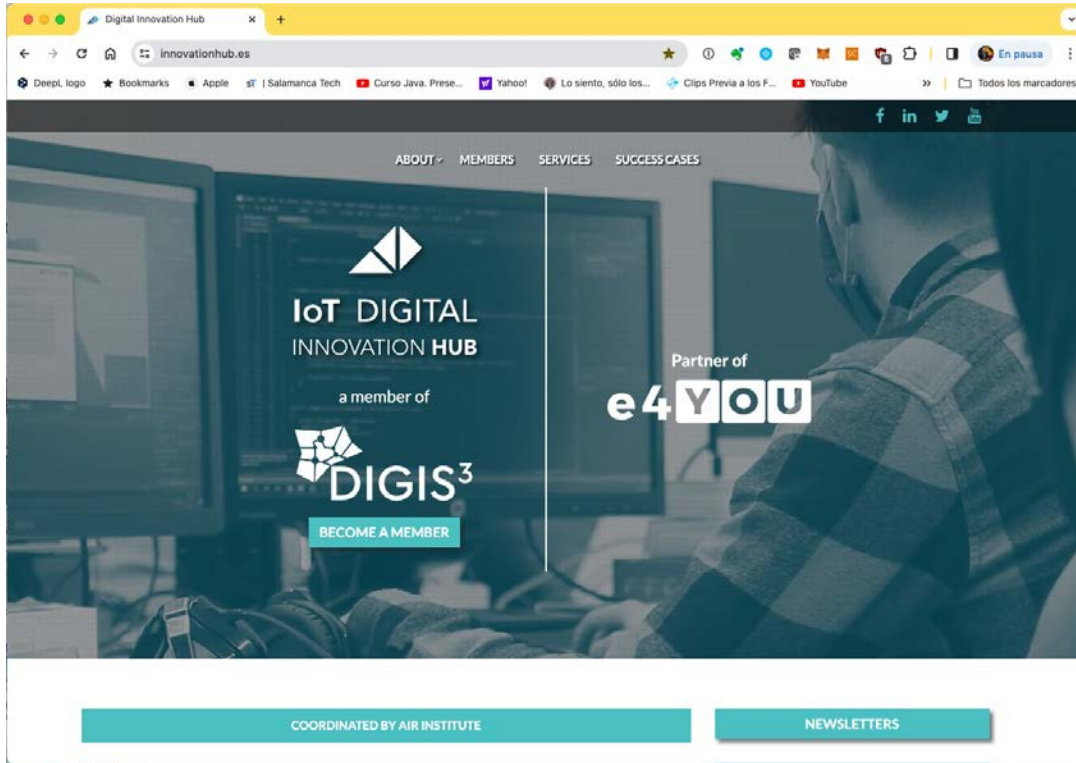 Digital Innovation Hub
innovationhub.es
En pausa
DeepL logo
Bookmarks
Apple
| Salamanca Tech
Curso Java. Prese...
Yahoo!
Lo siento, sólo los...
Clips Previa a los F...
YouTube
Todos los marcadores
ABOUT MEMBERS SERVICES SUCCESS CASES
IoT DIGITAL
INNOVATION HUB
a member of
DIGIS³
BECOME A MEMBER
Partner of
e4YOU
COORDINATED BY AIR INSTITUTE
NEWSLETTERS